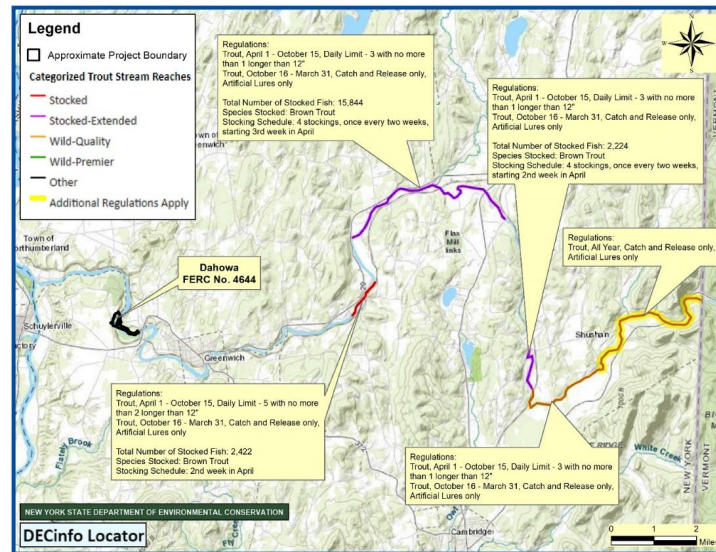 Legend
Approximate Project Boundary
Categorized Trout Stream Reaches
Stocked
Stocked-Extended
Wild-Quality
Wild-Premier
Other
Additional Regulations Apply
Regulations:
Trout, April 1 - October 15, Daily Limit - 3 with no more
than 1 longer than 12"
Trout, October 16 - March 31, Catch and Release only,
Artificial Lures only
Total Number of Stocked Fish: 15,844
Species Stocked: Brown Trout
Stocking Schedule: 4 stockings, once every two weeks,
starting 3rd week in April
Regulations:
Trout, April 1 - October 15, Daily Limit - 3 with no more
than 1 longer than 12"
Trout, October 16 - March 31, Catch and Release only,
Artificial Lures only
Total Number of Stocked Fish: 2,224
Species Stocked: Brown Trout
Stocking Schedule: 4 stockings, once every two weeks,
starting 2nd week in April
N
W
E
S
VERMONT
Regulations:
Trout, All Year, Catch and Release only,
Artificial Lures only
Town of
Dahowa
FERC No. 4644
Schuylerville
Greenwich
Shushan
Regulations:
Trout, April 1 - October 15, Daily Limit - 5 with no more
than 2 longer than 12"
Trout, October 16 - March 31, Catch and Release only,
Artificial Lures only
Total Number of Stocked Fish: 2,422
Species Stocked: Brown Trout
Stocking Schedule: 2nd week in April
Regulations:
Trout, April 1 - October 15, Daily Limit - 3 with no more
than 1 longer than 12"
Trout, October 16 - March 31, Catch and Release only,
Artificial Lures only
Flately Brook
White Creek
NEW YORK
VERMONT
Cambridge
NEW YORK STATE DEPARTMENT OF ENVIRONMENTAL CONSERVATION
DECinfo Locator
0 1 2
Miles